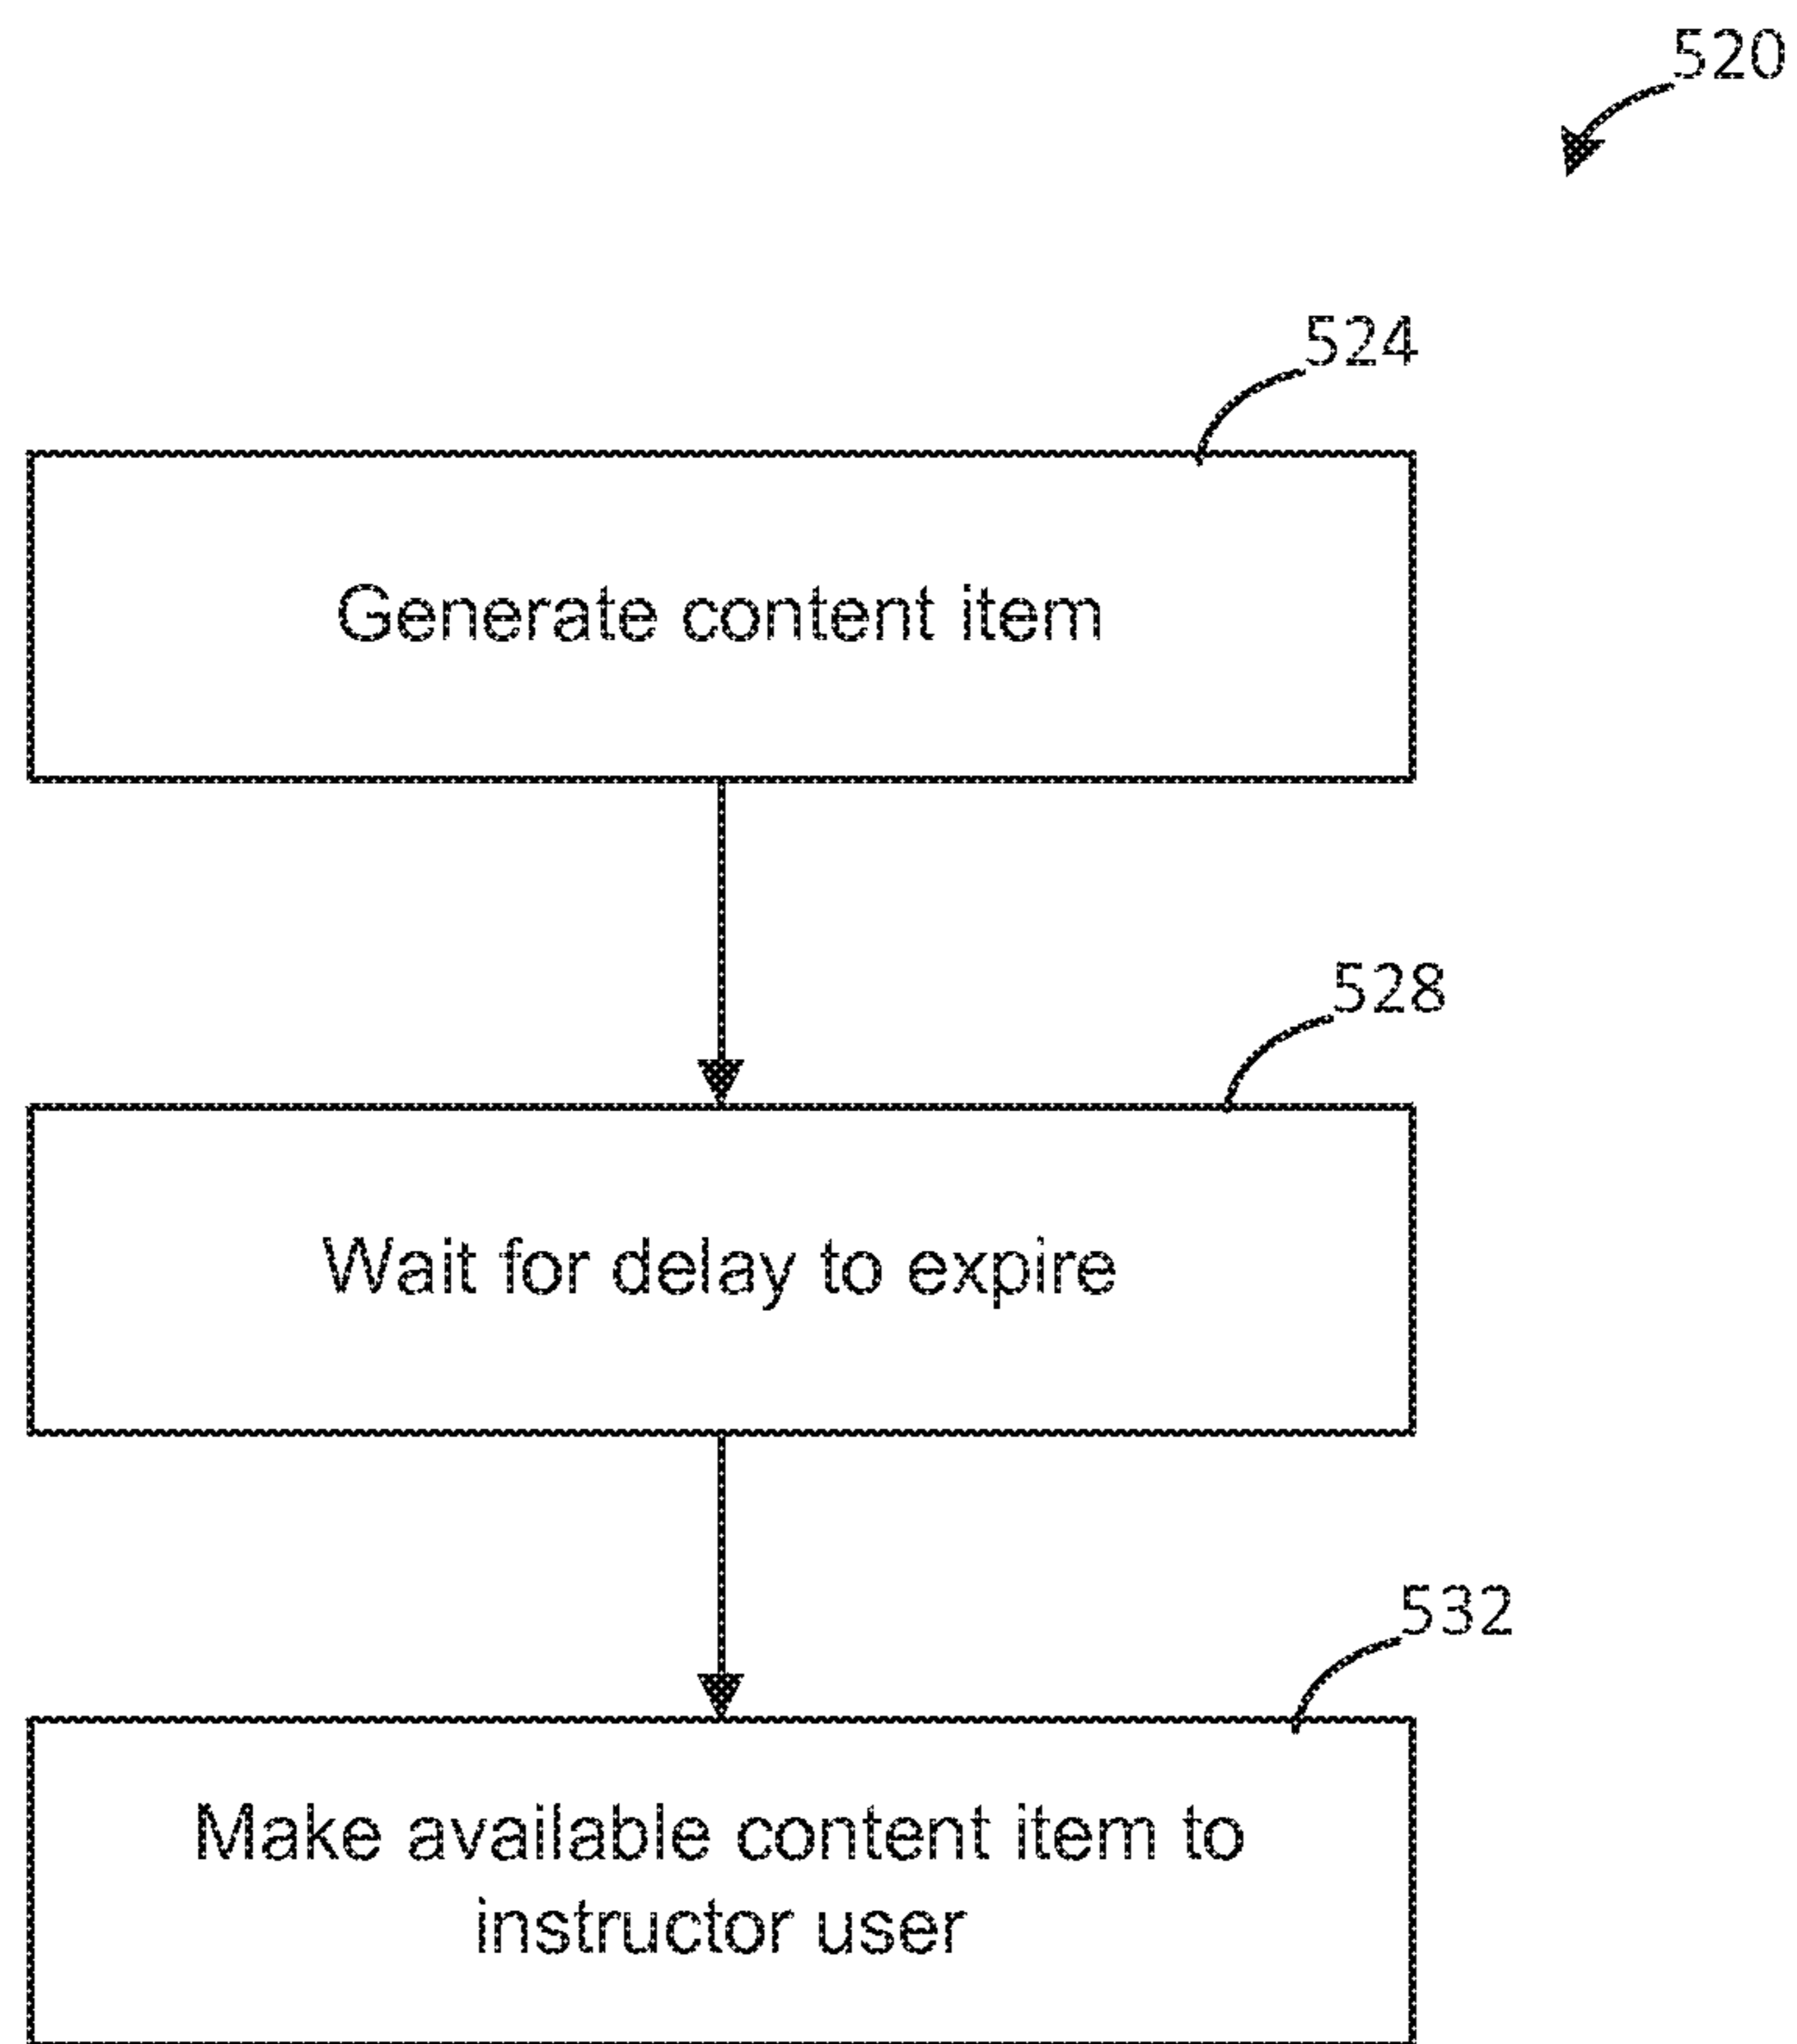 520
524
Generate content item
528
Wait for delay to expire
532
Make available content item to
instructor user